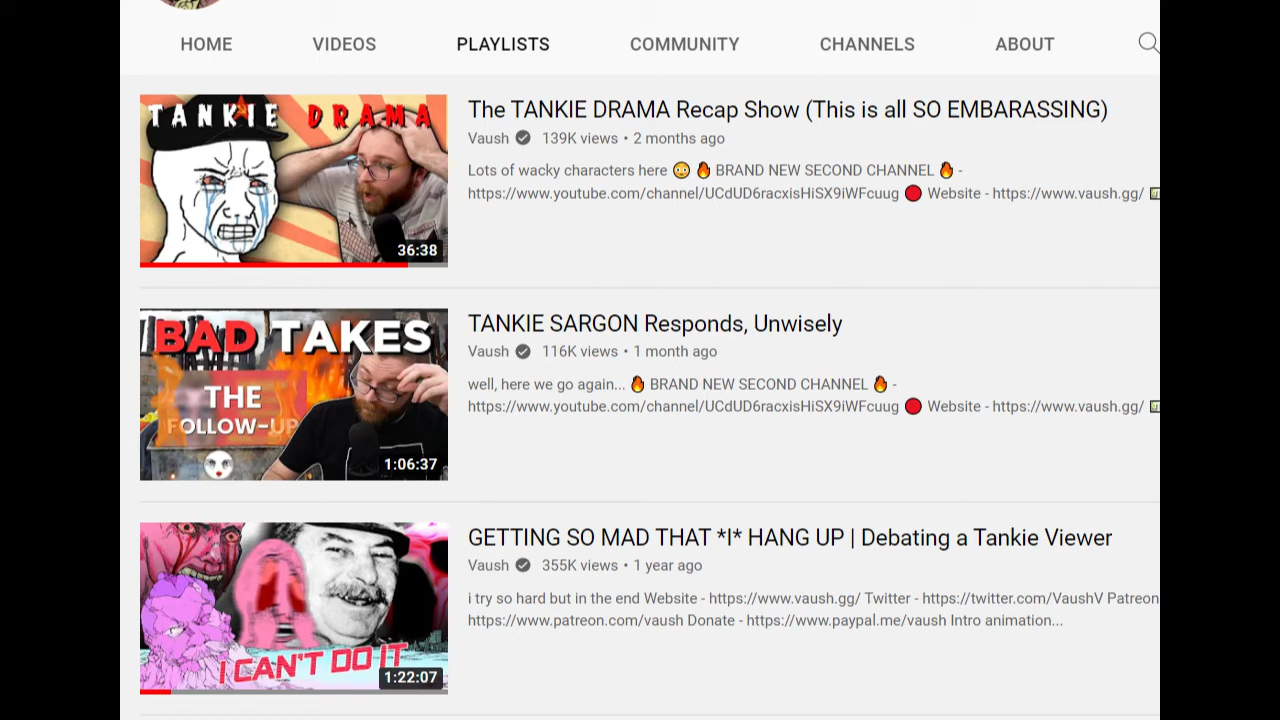 HOME VIDEOS PLAYLISTS COMMUNITY CHANNELS ABOUT
TANKIE DRAMA
36:38
The TANKIE DRAMA Recap Show (This is all SO EMBARASSING)
Vaush 139K views • 2 months ago
Lots of wacky characters here 😳 🔥 BRAND NEW SECOND CHANNEL 🔥 -
https://www.youtube.com/channel/UCdUD6racxisHiSX9iWFcuug 🔴 Website - https://www.vaush.gg/
BAD TAKES
THE
FOLLOW-UP
1:06:37
TANKIE SARGON Responds, Unwisely
Vaush 116K views • 1 month ago
well, here we go again... 🔥 BRAND NEW SECOND CHANNEL 🔥 -
https://www.youtube.com/channel/UCdUD6racxisHiSX9iWFcuug 🔴 Website - https://www.vaush.gg/
I CAN'T DO IT
1:22:07
GETTING SO MAD THAT *I* HANG UP | Debating a Tankie Viewer
Vaush 355K views • 1 year ago
i try so hard but in the end Website - https://www.vaush.gg/ Twitter - https://twitter.com/VaushV Patreon
https://www.patreon.com/vaush Donate - https://www.paypal.me/vaush Intro animation...